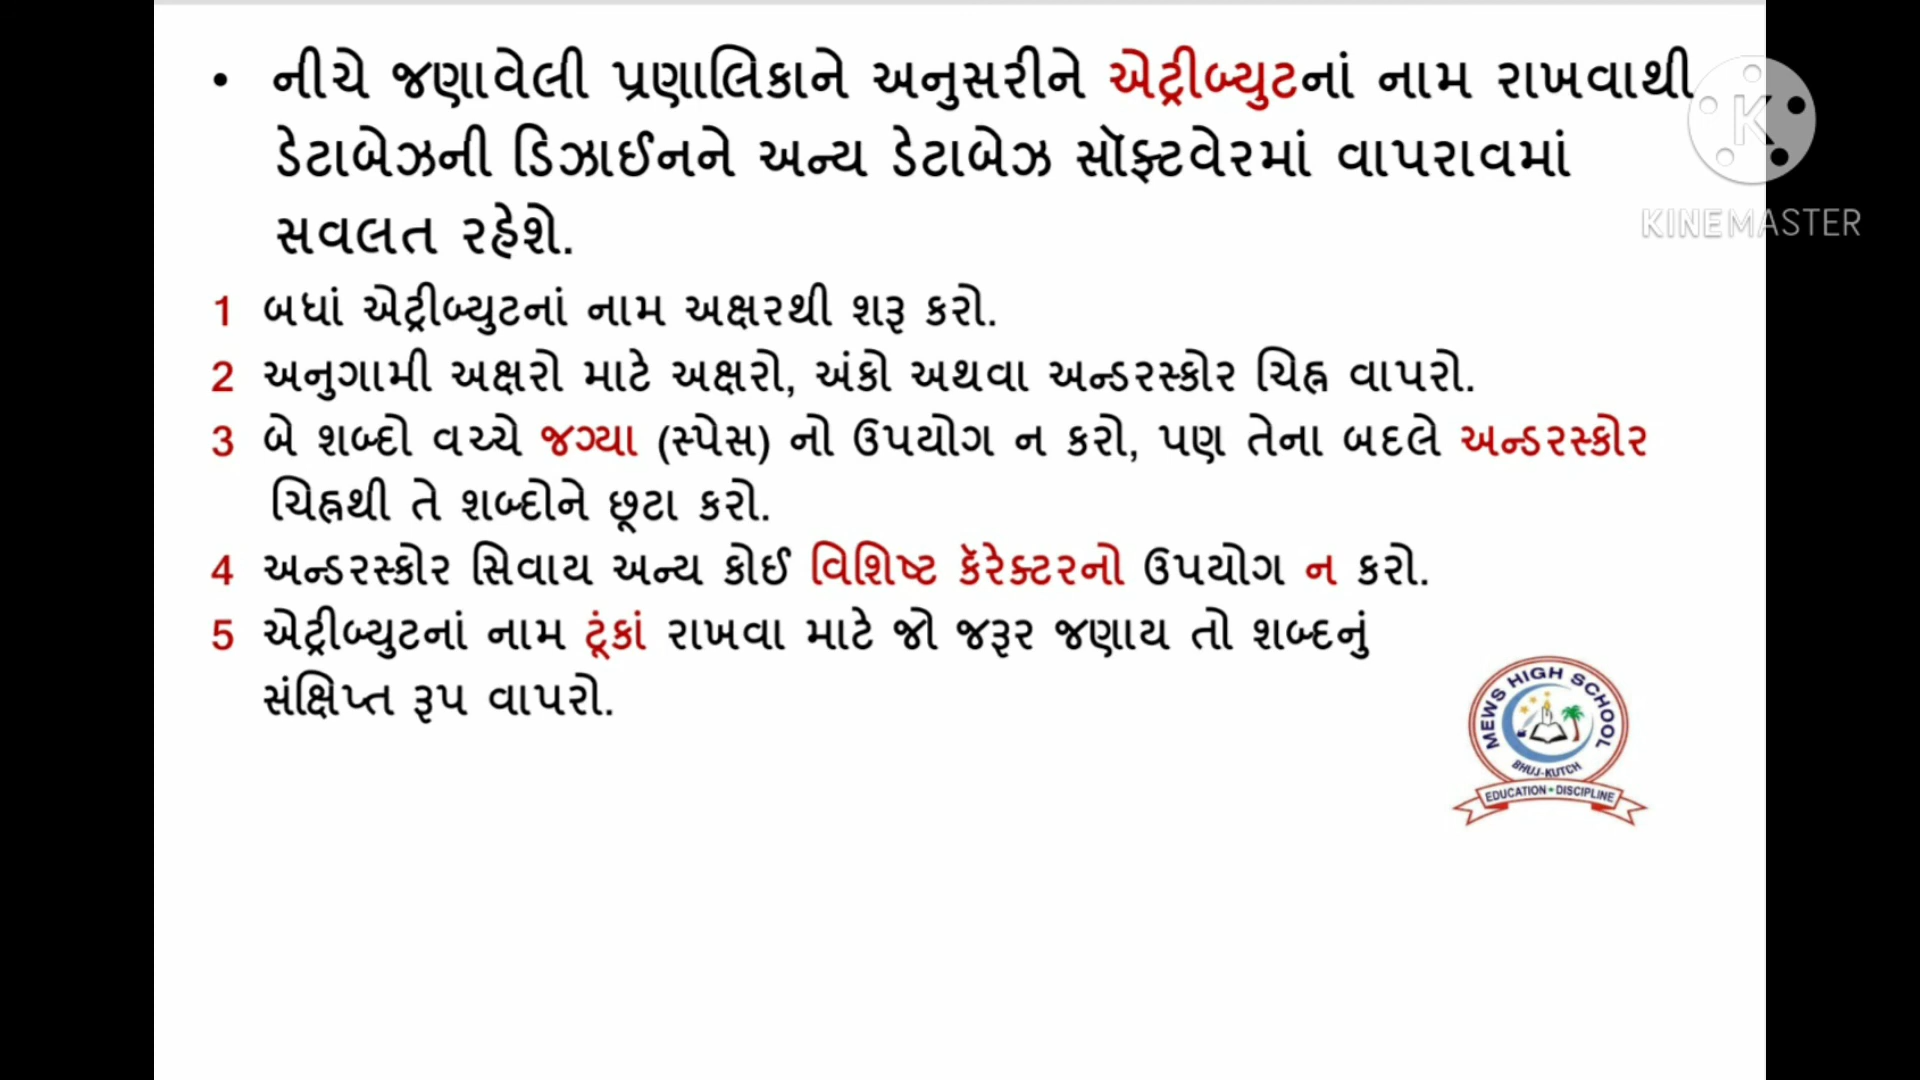 • નીચે જણાવેલી પ્રણાલિકાને અનુસરીને એટ્રીબ્યુટનાં નામ રાખવાથી
ડેટાબેઝની ડિઝાઈનને અન્ય ડેટાબેઝ સૉફ્ટવેરમાં વાપરાવમાં
સવલત રહેશે.
K
KINEMASTER
1 બધાં એટ્રીબ્યુટનાં નામ અક્ષરથી શરૂ કરો.
2 અનુગામી અક્ષરો માટે અક્ષરો, અંકો અથવા અન્ડરસ્કોર ચિહ્ન વાપરો.
3 બે શબ્દો વચ્ચે જગ્યા (સ્પેસ) નો ઉપયોગ ન કરો, પણ તેના બદલે અન્ડરસ્કોર
ચિહ્નથી તે શબ્દોને છૂટા કરો.
4 અન્ડરસ્કોર સિવાય અન્ય કોઈ વિશિષ્ટ કૅરેક્ટરનો ઉપયોગ ન કરો.
5 એટ્રીબ્યુટનાં નામ ટૂંકાં રાખવા માટે જો જરૂર જણાય તો શબ્દનું
સંક્ષિપ્ત રૂપ વાપરો.
MEWS HIGH SCHOOL
BHUJ-KUTCH
EDUCATION • DISCIPLINE